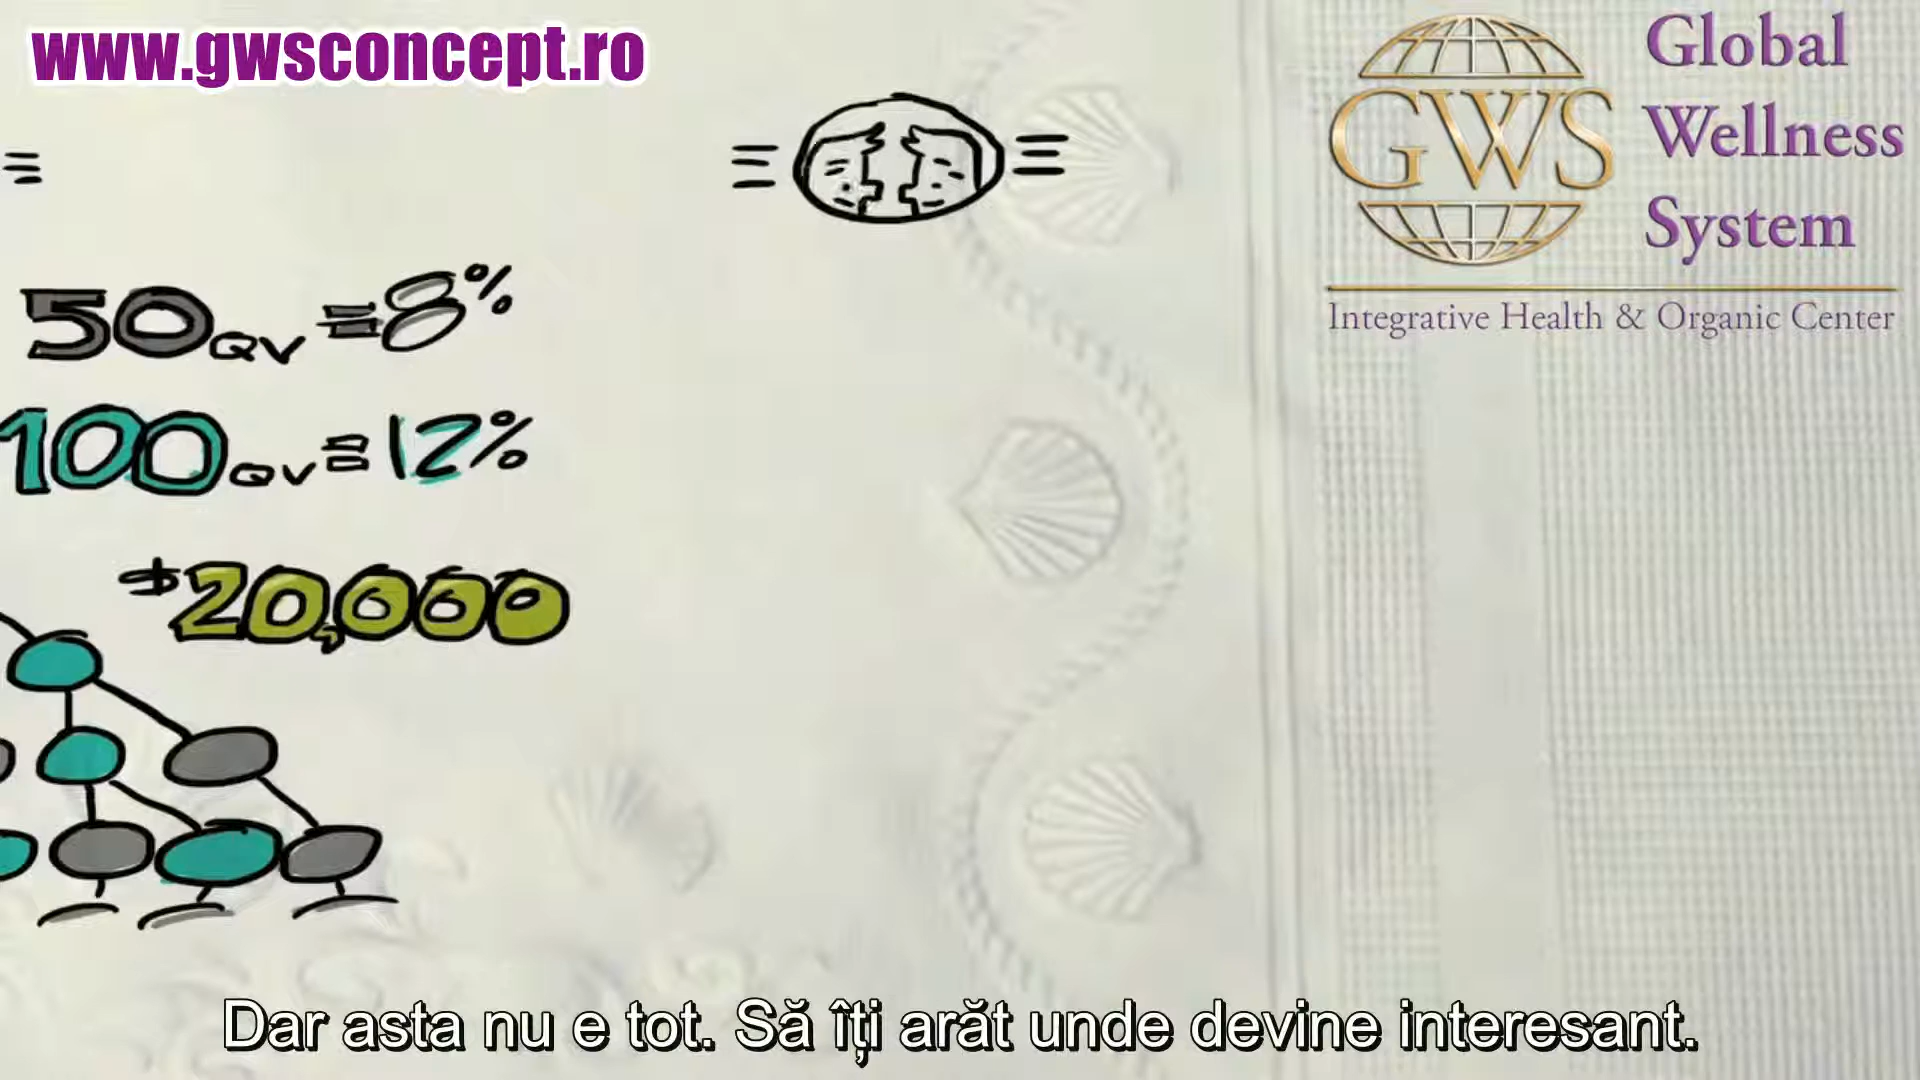 www.gwsconcept.ro
GWS
Global
Wellness
System
Integrative Health & Organic Center
=
50QV=8%
100QV=12%
$20,000
Dar asta nu e tot. Să îți arăt unde devine interesant.